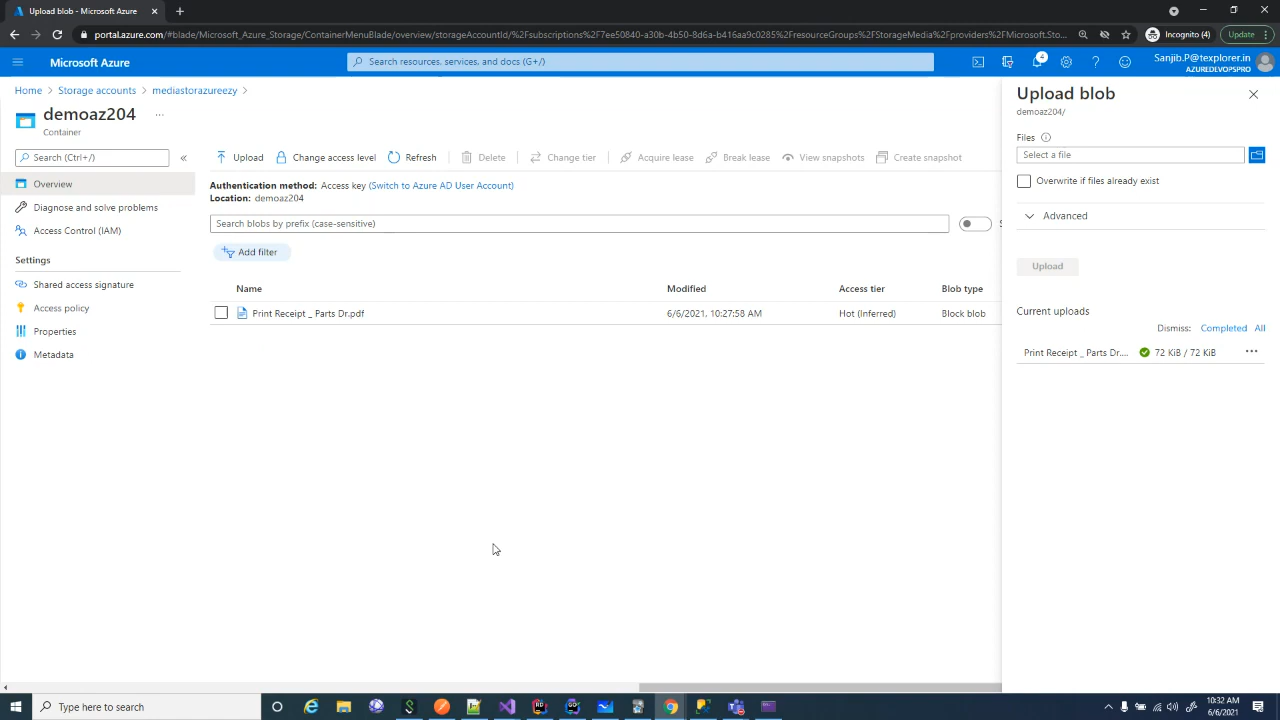 Upload blob - Microsoft Azure
portal.azure.com/#blade/Microsoft_Azure_Storage/ContainerMenuBlade/overview/storageAccountId/%2Fsubscriptions%2F7ee50840-a30b-4b50-8d6a-b416aa9c0285%2FresourceGroups%2FStorageMedia%2Fproviders%2FMicrosoft.Sto...
Incognito (4)
Update
Microsoft Azure
Search resources, services, and docs (G+/)
4
Sanjib.P@texplorer.in
AZUREDEVOPSPRO
Home > Storage accounts > mediastorazureezy >
demoaz204 ...
Container
Search (Ctrl+/)
Overview
Diagnose and solve problems
Access Control (IAM)
Settings
Shared access signature
Access policy
Properties
Metadata
Upload
Change access level
Refresh
Delete
Change tier
Acquire lease
Break lease
View snapshots
Create snapshot
Authentication method: Access key (Switch to Azure AD User Account)
Location: demoaz204
Search blobs by prefix (case-sensitive)
Add filter
Name Modified Access tier Blob type
Print Receipt _ Parts Dr.pdf 6/6/2021, 10:27:58 AM Hot (Inferred) Block blob
Upload blob
demoaz204/
Files
Select a file
Overwrite if files already exist
Advanced
Upload
Current uploads
Dismiss: Completed All
Print Receipt _ Parts Dr.... 72 KiB / 72 KiB ...
Type here to search
10:32 AM
6/6/2021